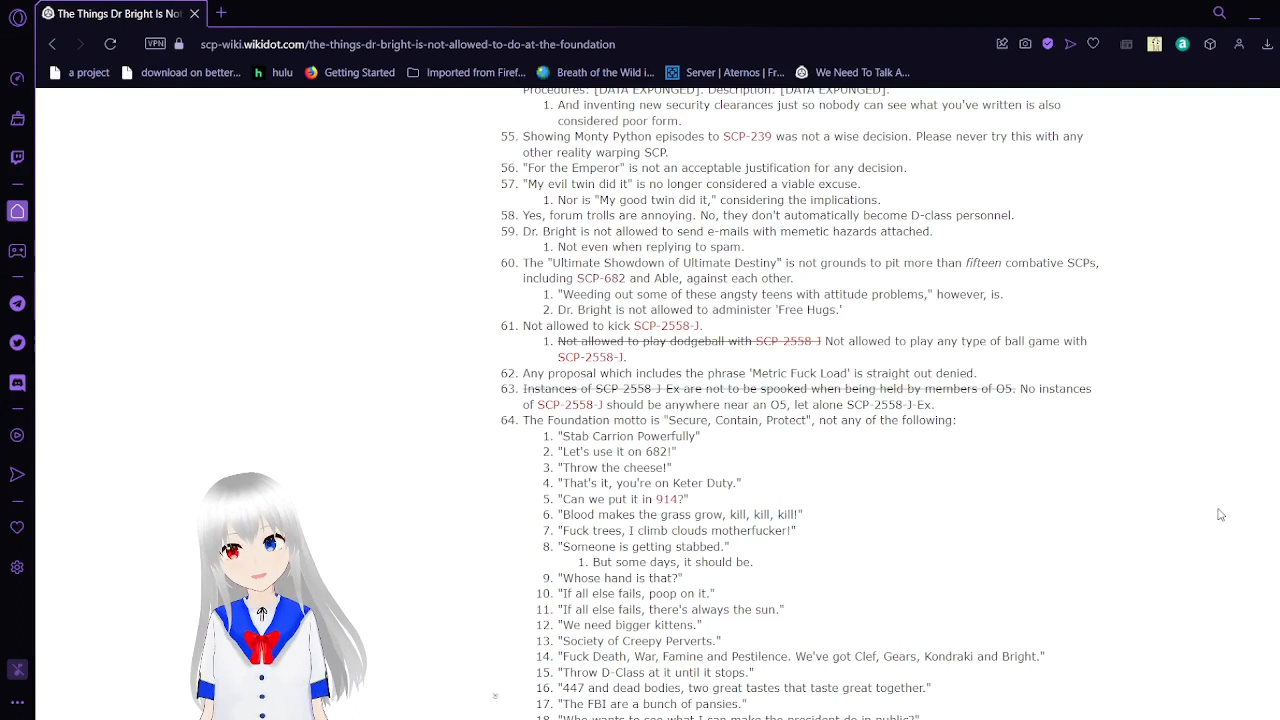 The Things Dr Bright Is Not
scp-wiki.wikidot.com/the-things-dr-bright-is-not-allowed-to-do-at-the-foundation
VPN
a project
download on better...
hulu
Getting Started
Imported from Firef...
Breath of the Wild i...
Server | Aternos | Fr...
We Need To Talk A...
Procedures: [DATA EXPUNGED]. Description: [DATA EXPUNGED].
1. And inventing new security clearances just so nobody can see what you've written is also
considered poor form.
55. Showing Monty Python episodes to SCP-239 was not a wise decision. Please never try this with any
other reality warping SCP.
56. "For the Emperor" is not an acceptable justification for any decision.
57. "My evil twin did it" is no longer considered a viable excuse.
1. Nor is "My good twin did it," considering the implications.
58. Yes, forum trolls are annoying. No, they don't automatically become D-class personnel.
59. Dr. Bright is not allowed to send e-mails with memetic hazards attached.
1. Not even when replying to spam.
60. The "Ultimate Showdown of Ultimate Destiny" is not grounds to pit more than fifteen combative SCPs,
including SCP-682 and Able, against each other.
1. "Weeding out some of these angsty teens with attitude problems," however, is.
2. Dr. Bright is not allowed to administer 'Free Hugs.'
61. Not allowed to kick SCP-2558-J.
1. Not allowed to play dodgeball with SCP-2558-J Not allowed to play any type of ball game with
SCP-2558-J.
62. Any proposal which includes the phrase 'Metric Fuck Load' is straight out denied.
63. Instances of SCP-2558-J-Ex are not to be spooked when being held by members of O5. No instances
of SCP-2558-J should be anywhere near an O5, let alone SCP-2558-J-Ex.
64. The Foundation motto is "Secure, Contain, Protect", not any of the following:
1. "Stab Carrion Powerfully"
2. "Let's use it on 682!"
3. "Throw the cheese!"
4. "That's it, you're on Keter Duty."
5. "Can we put it in 914?"
6. "Blood makes the grass grow, kill, kill, kill!"
7. "Fuck trees, I climb clouds motherfucker!"
8. "Someone is getting stabbed."
1. But some days, it should be.
9. "Whose hand is that?"
10. "If all else fails, poop on it."
11. "If all else fails, there's always the sun."
12. "We need bigger kittens."
13. "Society of Creepy Perverts."
14. "Fuck Death, War, Famine and Pestilence. We've got Clef, Gears, Kondraki and Bright."
15. "Throw D-Class at it until it stops."
16. "447 and dead bodies, two great tastes that taste great together."
17. "The FBI are a bunch of pansies."
18. "Who wants to see what I can make the president do in public?"